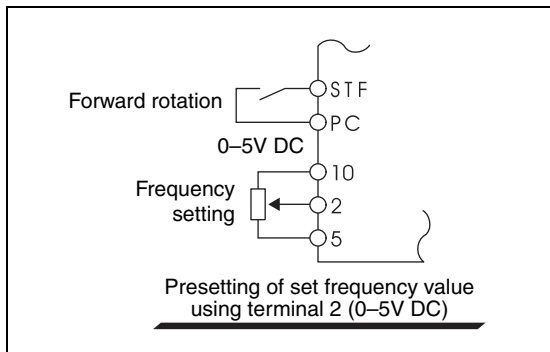 STF
Forward rotation
PC
0–5V DC
10
Frequency
setting
2
5
Presetting of set frequency value
using terminal 2 (0–5V DC)